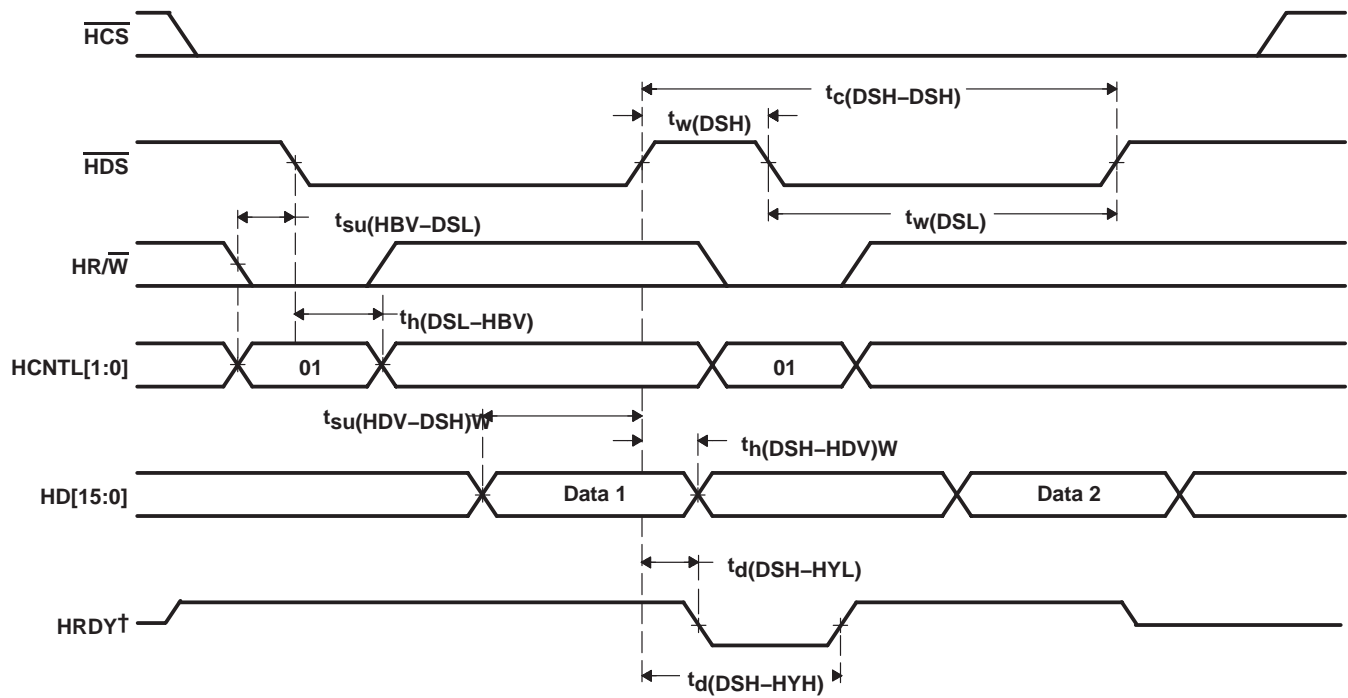 H̅C̅S̅
tc(DSH–DSH)
tw(DSH)
H̅D̅S̅
tsu(HBV–DSL)
tw(DSL)
HR/W̅
th(DSL–HBV)
HCNTL[1:0]
01
01
tsu(HDV–DSH)W
th(DSH–HDV)W
HD[15:0]
Data 1
Data 2
td(DSH–HYL)
HRDY†
td(DSH–HYH)